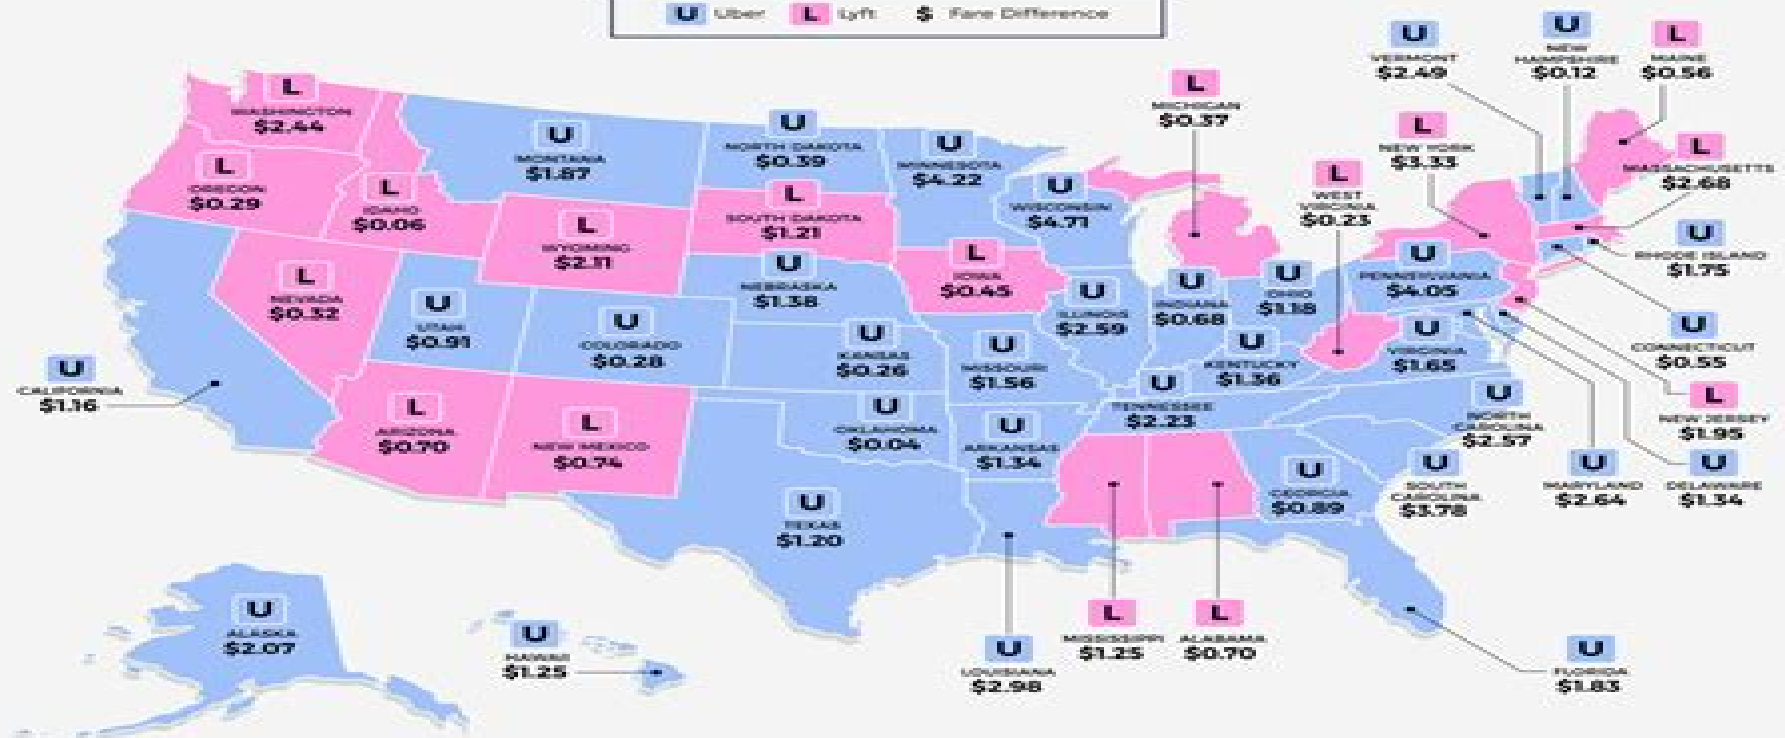 U Uber L Lyft $ Fare Difference
U
VERMONT
$2.49
U
NEW
HAMPSHIRE
$0.12
L
MAINE
$0.56
L
WASHINGTON
$2.44
L
MICHIGAN
$0.37
L
NEW YORK
$3.33
L
MASSACHUSETTS
$2.68
U
MONTANA
$1.87
U
NORTH DAKOTA
$0.39
U
MINNESOTA
$4.22
L
OREGON
$0.29
L
IDAHO
$0.06
L
WYOMING
$2.11
L
SOUTH DAKOTA
$1.21
U
WISCONSIN
$4.71
L
WEST
VIRGINIA
$0.23
U
RHODE ISLAND
$1.75
L
NEVADA
$0.32
U
UTAH
$0.91
U
COLORADO
$0.28
U
NEBRASKA
$1.38
L
IOWA
$0.45
U
ILLINOIS
$2.59
U
INDIANA
$0.68
U
OHIO
$1.18
U
PENNSYLVANIA
$4.05
U
CONNECTICUT
$0.55
U
CALIFORNIA
$1.16
U
KANSAS
$0.26
U
MISSOURI
$1.56
U
KENTUCKY
$1.36
U
VIRGINIA
$1.65
L
ARIZONA
$0.70
L
NEW MEXICO
$0.74
U
OKLAHOMA
$0.04
U
ARKANSAS
$1.34
U
TENNESSEE
$2.23
U
NORTH
CAROLINA
$2.57
L
NEW JERSEY
$1.95
U
TEXAS
$1.20
U
GEORGIA
$0.89
U
SOUTH
CAROLINA
$3.78
U
MARYLAND
$2.64
U
DELAWARE
$1.34
U
ALASKA
$2.07
U
HAWAII
$1.25
U
LOUISIANA
$2.98
L
MISSISSIPPI
$1.25
L
ALABAMA
$0.70
U
FLORIDA
$1.83